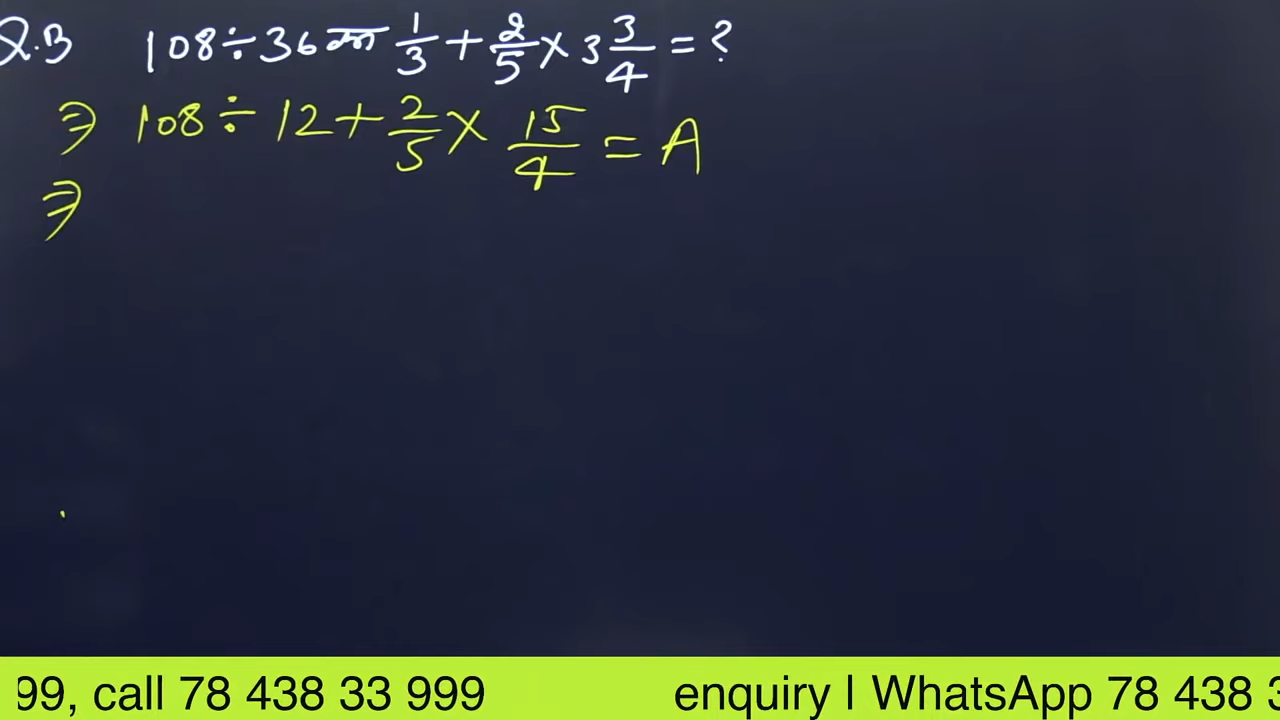 Q.B 108÷36 का 1/3 + 2/5 × 3 3/4 = ?
⇒ 108 ÷ 12 + 2/5 × 15/4 = A
⇒
99, call 78 438 33 999 enquiry | WhatsApp 78 438 3